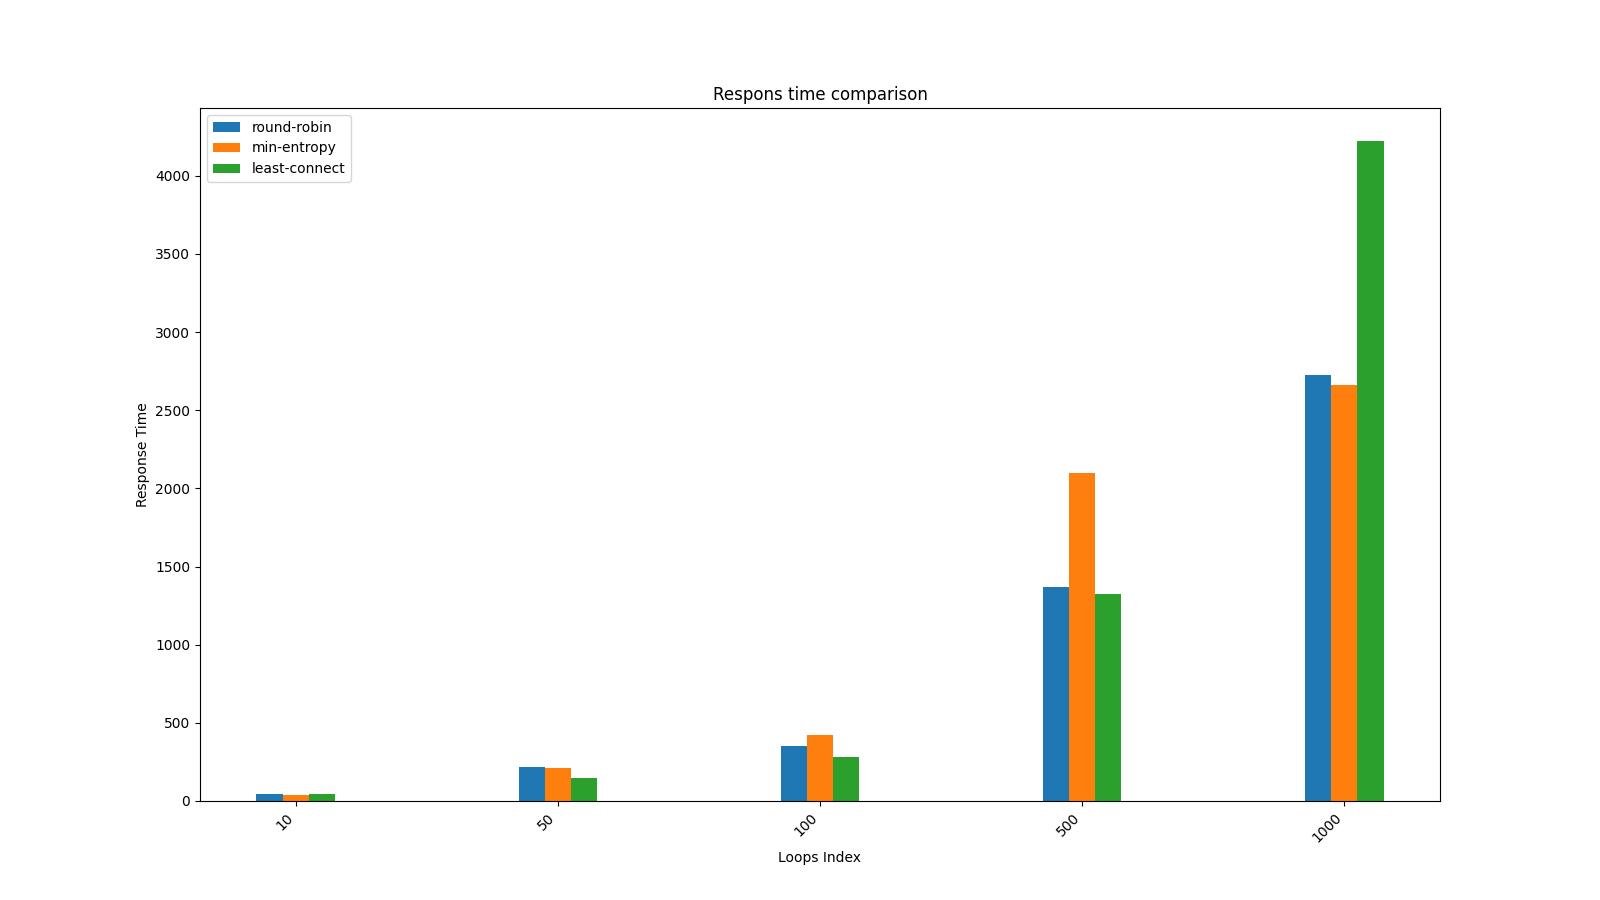 Respons time comparison
round-robin
min-entropy
least-connect
4000
3500
3000
2500
2000
1500
1000
500
0
Response Time
10
50
100
500
1000
Loops Index